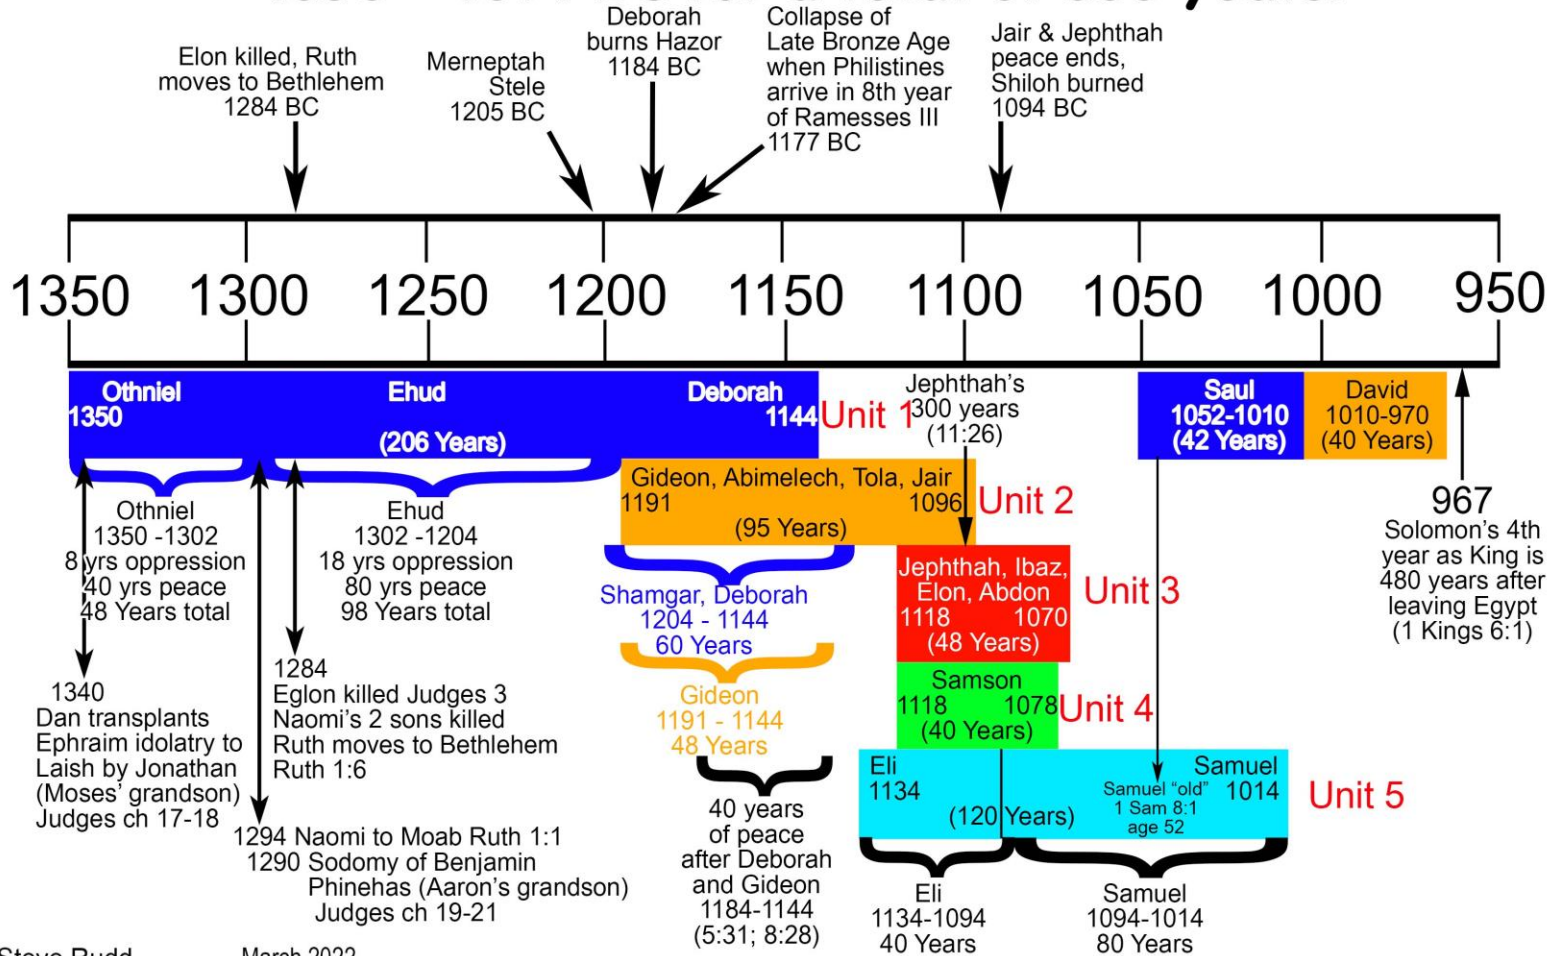 Elon killed, Ruth
moves to Bethlehem
1284 BC
Merneptah
Stele
1205 BC
Deborah
burns Hazor
1184 BC
Collapse of
Late Bronze Age
when Philistines
arrive in 8th year
of Ramesses III
1177 BC
Jair & Jephthah
peace ends,
Shiloh burned
1094 BC
1350 1300 1250 1200 1150 1100 1050 1000 950
Othniel
1350
Ehud
(206 Years)
Deborah
1144
Unit 1
Jephthah's
300 years
(11:26)
Saul
1052-1010
(42 Years)
David
1010-970
(40 Years)
Othniel
1350 -1302
8 yrs oppression
40 yrs peace
48 Years total
Ehud
1302 -1204
18 yrs oppression
80 yrs peace
98 Years total
Gideon, Abimelech, Tola, Jair
1191 1096
(95 Years)
Unit 2
967
Solomon's 4th
year as King is
480 years after
leaving Egypt
(1 Kings 6:1)
Shamgar, Deborah
1204 - 1144
60 Years
Jephthah, Ibaz,
Elon, Abdon
1118 1070
(48 Years)
Unit 3
1340
Dan transplants
Ephraim idolatry to
Laish by Jonathan
(Moses' grandson)
Judges ch 17-18
1284
Eglon killed Judges 3
Naomi's 2 sons killed
Ruth moves to Bethlehem
Ruth 1:6
Gideon
1191 - 1144
48 Years
Samson
1118 1078
(40 Years)
Unit 4
1294 Naomi to Moab Ruth 1:1
1290 Sodomy of Benjamin
Phinehas (Aaron's grandson)
Judges ch 19-21
40 years
of peace
after Deborah
and Gideon
1184-1144
(5:31; 8:28)
Eli
1134
(120 Years)
Samuel "old"
1 Sam 8:1
age 52
Samuel
1014
Unit 5
Eli
1134-1094
40 Years
Samuel
1094-1014
80 Years
Steve Rudd
March 2022